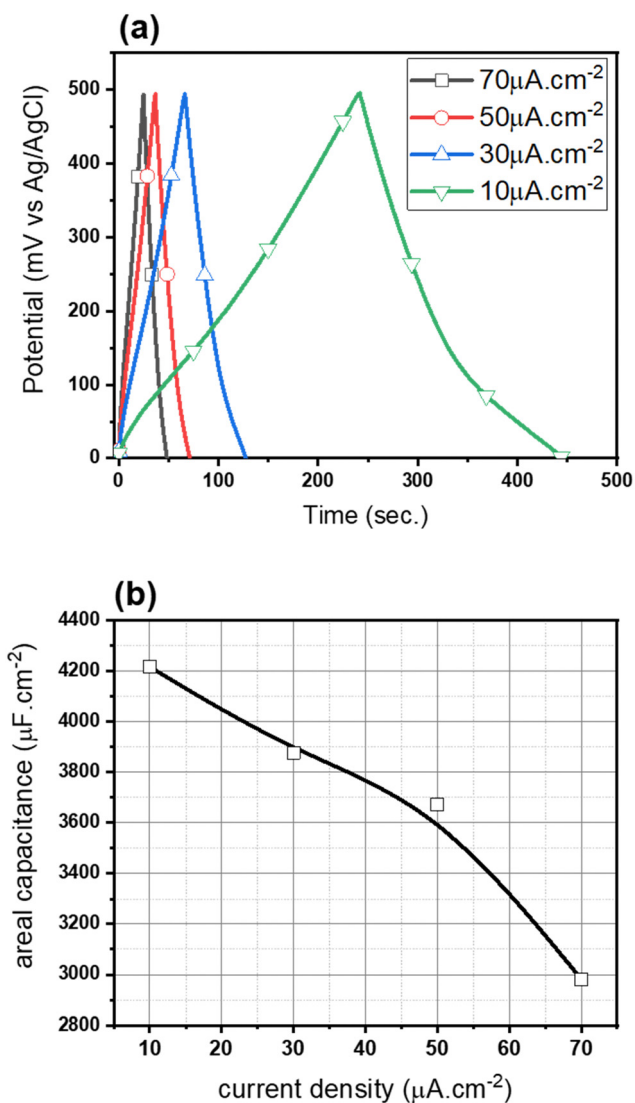 (a)
500
400
300
200
100
0
Potential (mV vs Ag/AgCl)
70μA.cm-2
50μA.cm-2
30μA.cm-2
10μA.cm-2
0 100 200 300 400 500
Time (sec.)
(b)
4400
4200
4000
3800
3600
3400
3200
3000
2800
areal capacitance (μF.cm-2)
10 20 30 40 50 60 70
current density (μA.cm-2)